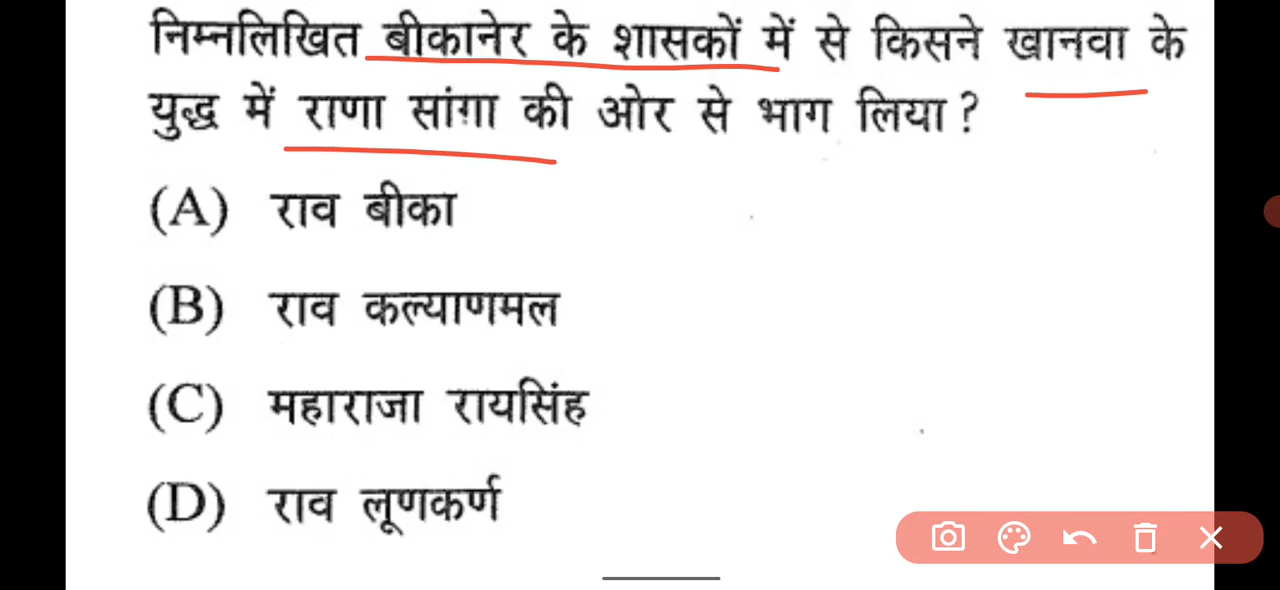 निम्नलिखित बीकानेर के शासकों में से किसने खानवा के
युद्ध में राणा सांगा की ओर से भाग लिया ?
(A) राव बीका
(B) राव कल्याणमल
(C) महाराजा रायसिंह
(D) राव लूणकर्ण